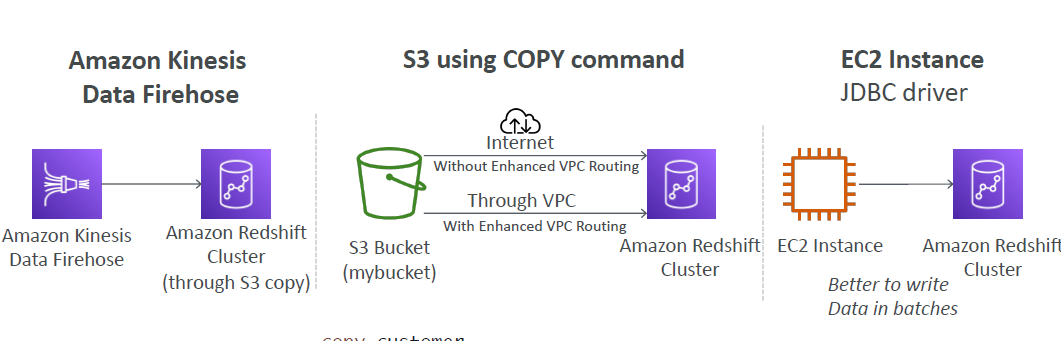 Amazon Kinesis
Data Firehose
Amazon Kinesis
Data Firehose
Amazon Redshift
Cluster
(through S3 copy)
S3 using COPY command
Internet
Without Enhanced VPC Routing
Through VPC
With Enhanced VPC Routing
S3 Bucket
(mybucket)
Amazon Redshift
Cluster
EC2 Instance
JDBC driver
EC2 Instance
Amazon Redshift
Cluster
Better to write
Data in batches
copy customer